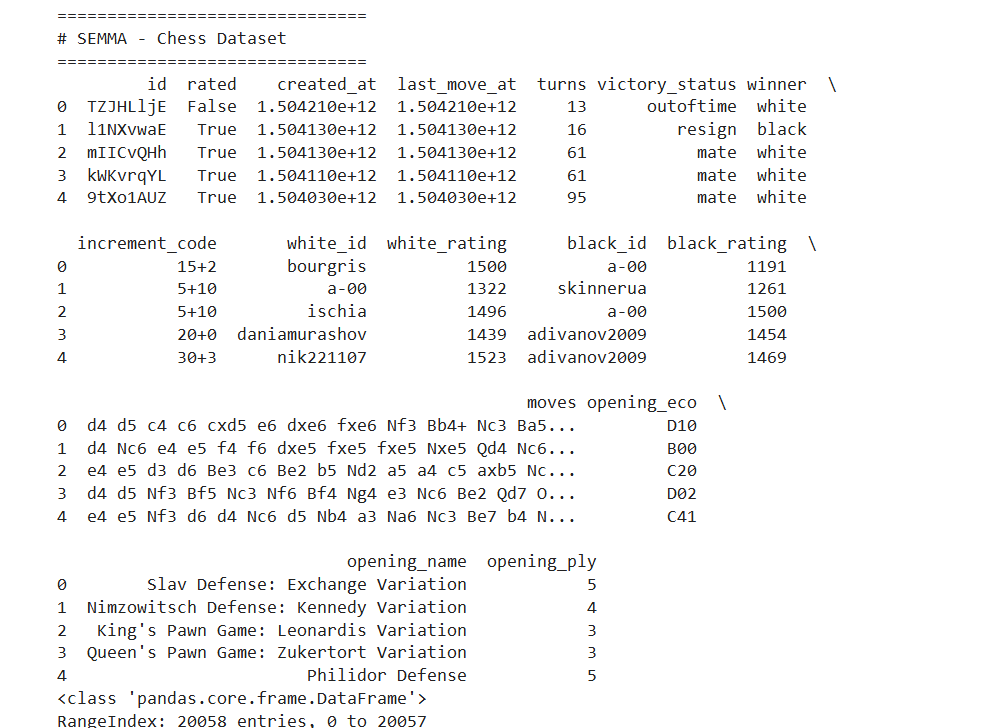 ===============================
# SEMMA - Chess Dataset
===============================
id rated created_at last_move_at turns victory_status winner \
0 TZJHLljE False 1.504210e+12 1.504210e+12 13 outoftime white
1 l1NXvwaE True 1.504130e+12 1.504130e+12 16 resign black
2 mIICvQHh True 1.504130e+12 1.504130e+12 61 mate white
3 kWKvrqYL True 1.504110e+12 1.504110e+12 61 mate white
4 9tXo1AUZ True 1.504030e+12 1.504030e+12 95 mate white
increment_code white_id white_rating black_id black_rating \
0 15+2 bourgris 1500 a-00 1191
1 5+10 a-00 1322 skinnerua 1261
2 5+10 ischia 1496 a-00 1500
3 20+0 daniamurashov 1439 adivanov2009 1454
4 30+3 nik221107 1523 adivanov2009 1469
moves opening_eco \
0 d4 d5 c4 c6 cxd5 e6 dxe6 fxe6 Nf3 Bb4+ Nc3 Ba5... D10
1 d4 Nc6 e4 e5 f4 f6 dxe5 fxe5 fxe5 Nxe5 Qd4 Nc6... B00
2 e4 e5 d3 d6 Be3 c6 Be2 b5 Nd2 a5 a4 c5 axb5 Nc... C20
3 d4 d5 Nf3 Bf5 Nc3 Nf6 Bf4 Ng4 e3 Nc6 Be2 Qd7 O... D02
4 e4 e5 Nf3 d6 d4 Nc6 d5 Nb4 a3 Na6 Nc3 Be7 b4 N... C41
opening_name opening_ply
0 Slav Defense: Exchange Variation 5
1 Nimzowitsch Defense: Kennedy Variation 4
2 King's Pawn Game: Leonardis Variation 3
3 Queen's Pawn Game: Zukertort Variation 3
4 Philidor Defense 5
<class 'pandas.core.frame.DataFrame'>
RangeIndex: 20058 entries, 0 to 20057